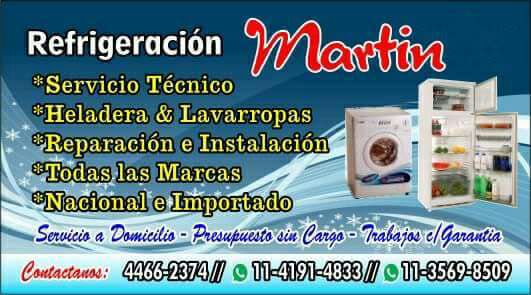 Refrigeración Martin
*Servicio Técnico
*Heladera & Lavarropas
*Reparación e Instalación
*Todas las Marcas
*Nacional e Importado
Servicio a Domicilio - Presupuesto sin Cargo - Trabajos c/Garantia
Contactanos: 4466-2374 // 11-4191-4833 // 11-3569-8509